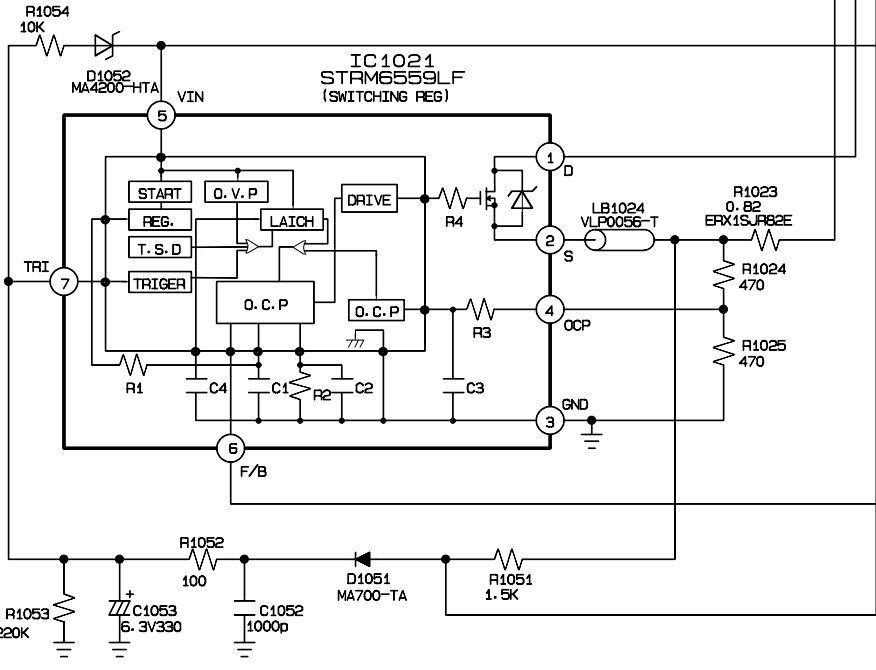 R1054
10K
D1052
MA4200-HTA
IC1021
STRM6559LF
(SWITCHING REG)
VIN
5
1
D
START
O.V.P
DRIVE
REG.
LAICH
R4
T.S.D
TRIGER
TRI
7
O.C.P
O.C.P
R3
2
S
LB1024
VLP0056-T
R1023
0.82
ERX1SJR82E
R1024
470
4
OCP
R1025
470
R1
C4
C1
R2
C2
C3
GND
3
6
F/B
R1052
100
D1051
MA700-TA
R1051
1.5K
R1053
220K
+
C1053
6.3V330
C1052
1000p